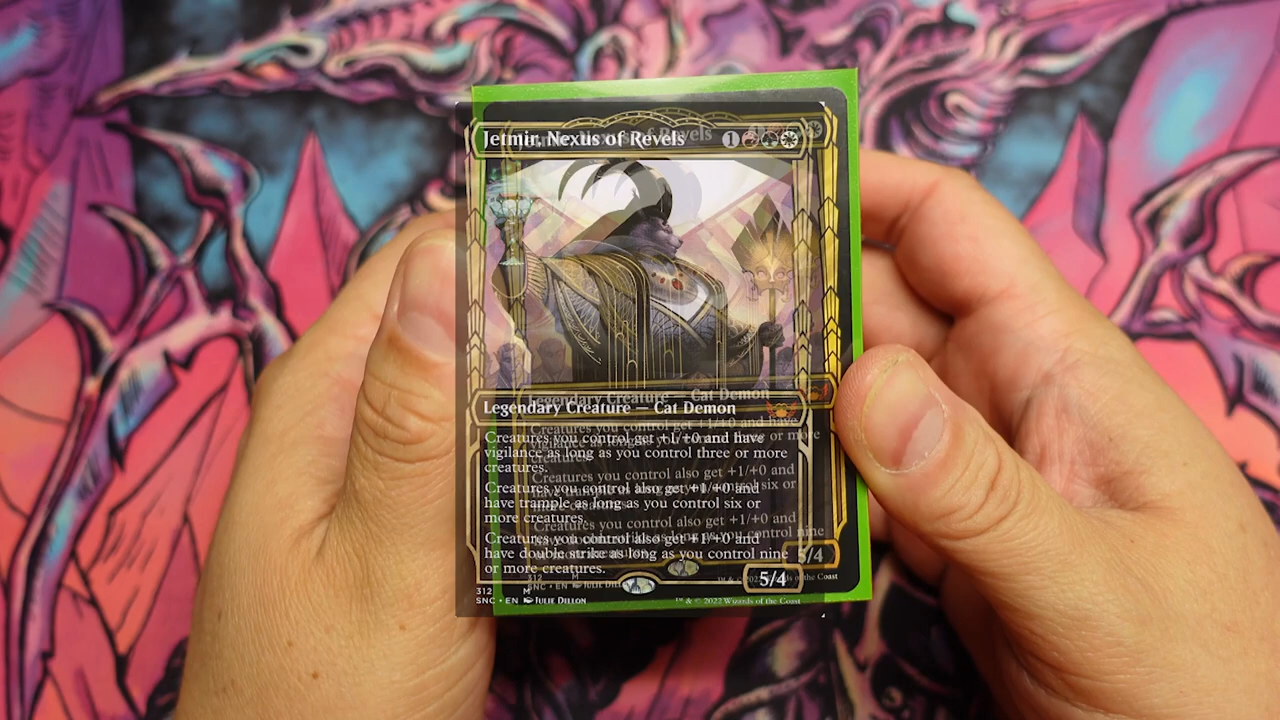 Jetmir, Nexus of Revels
1
Legendary Creature — Cat Demon
Creatures you control get +1/+0 and have
vigilance as long as you control three or more
creatures.
Creatures you control also get +1/+0 and
have trample as long as you control six or
more creatures.
Creatures you control also get +1/+0 and
have double strike as long as you control nine
or more creatures.
5/4
312 M
SNC • EN JULIE DILLON
™ & © 2022 Wizards of the Coast